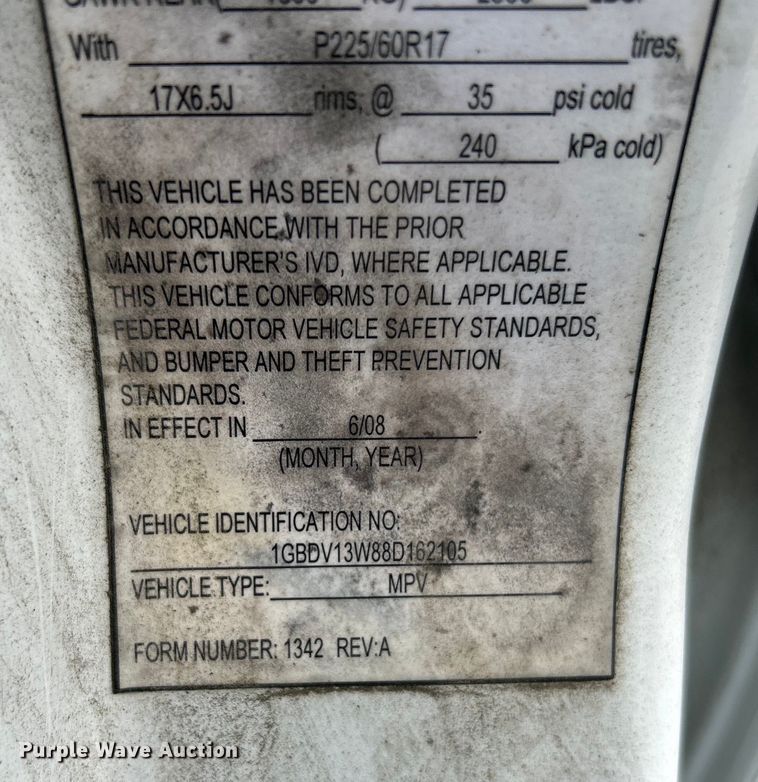 With P225/60R17 tires,
17X6.5J rims, @ 35 psi cold
( 240 kPa cold)
THIS VEHICLE HAS BEEN COMPLETED
IN ACCORDANCE WITH THE PRIOR
MANUFACTURER'S IVD, WHERE APPLICABLE.
THIS VEHICLE CONFORMS TO ALL APPLICABLE
FEDERAL MOTOR VEHICLE SAFETY STANDARDS,
AND BUMPER AND THEFT PREVENTION
STANDARDS.
IN EFFECT IN 6/08.
(MONTH, YEAR)
VEHICLE IDENTIFICATION NO:
1GBDV13W88D162105
VEHICLE TYPE: MPV
FORM NUMBER: 1342 REV:A
Purple Wave Auction